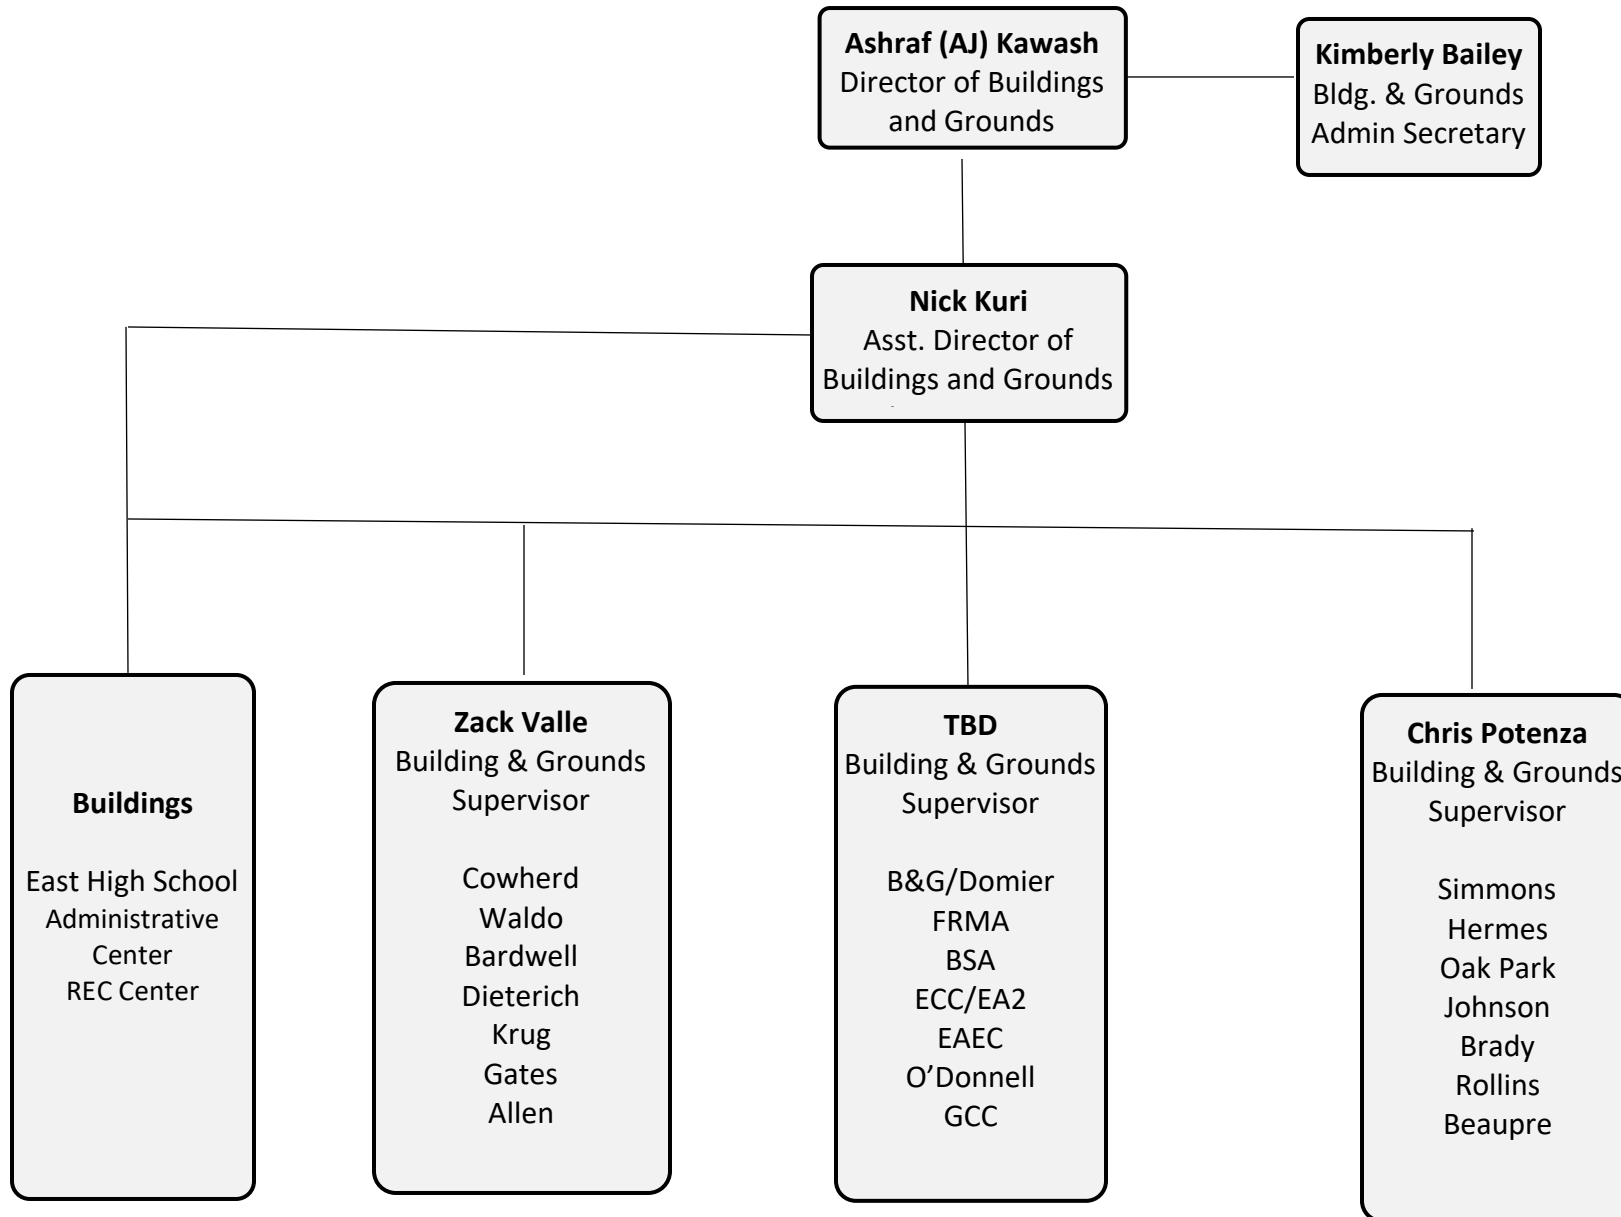 Ashraf (AJ) Kawash
Director of Buildings
and Grounds
Kimberly Bailey
Bldg. & Grounds
Admin Secretary
Nick Kuri
Asst. Director of
Buildings and Grounds
Buildings
East High School
Administrative
Center
REC Center
Zack Valle
Building & Grounds
Supervisor
Cowherd
Waldo
Bardwell
Dieterich
Krug
Gates
Allen
TBD
Building & Grounds
Supervisor
B&G/Domier
FRMA
BSA
ECC/EA2
EAEC
O’Donnell
GCC
Chris Potenza
Building & Grounds
Supervisor
Simmons
Hermes
Oak Park
Johnson
Brady
Rollins
Beaupre